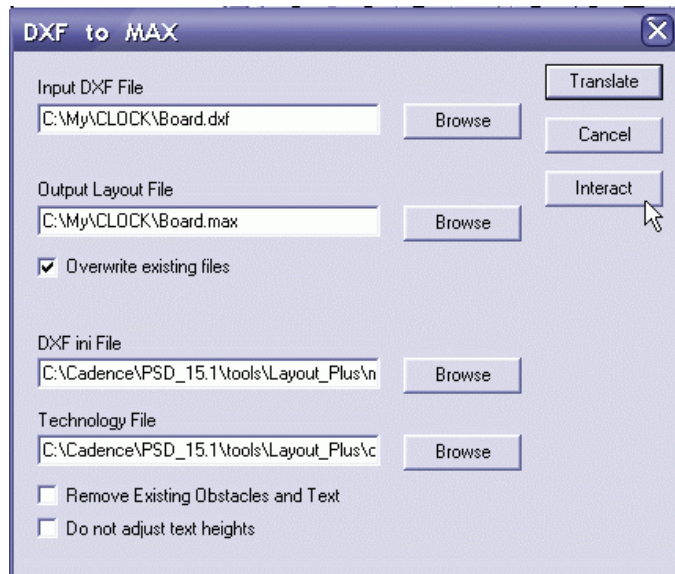 DXF to MAX
Input DXF File
Translate
C:\My\CLOCK\Board.dxf
Browse
Cancel
Output Layout File
Interact
C:\My\CLOCK\Board.max
Browse
Overwrite existing files
DXF ini File
C:\Cadence\PSD_15.1\tools\Layout_Plus\n
Browse
Technology File
C:\Cadence\PSD_15.1\tools\Layout_Plus\c
Browse
Remove Existing Obstacles and Text
Do not adjust text heights